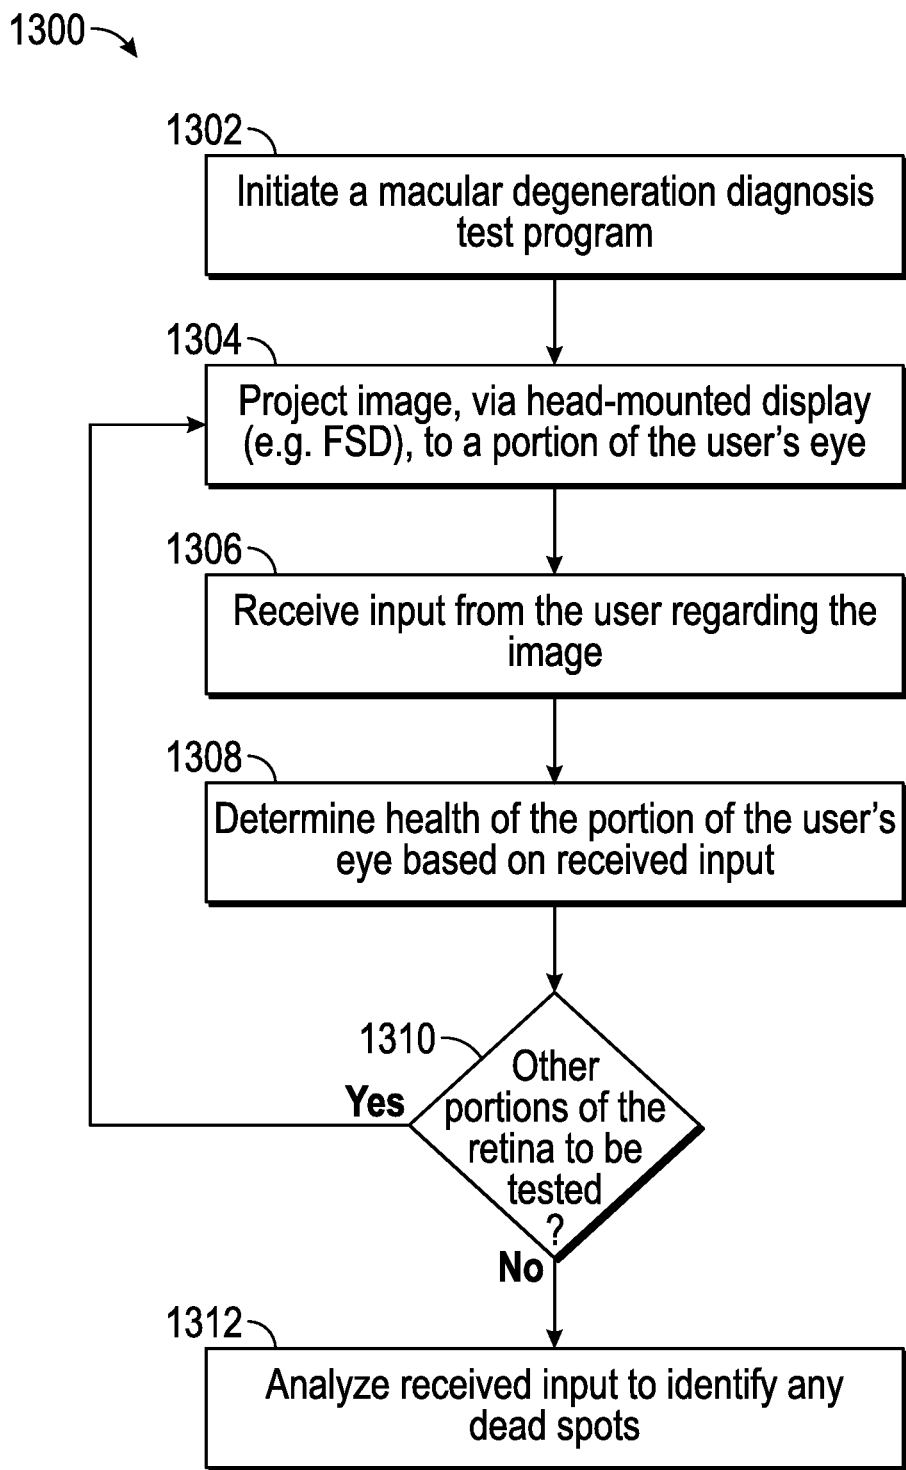 1300
1302
Initiate a macular degeneration diagnosis
test program
1304
Project image, via head-mounted display
(e.g. FSD), to a portion of the user's eye
1306
Receive input from the user regarding the
image
1308
Determine health of the portion of the user's
eye based on received input
1310
Other
portions of the
retina to be
tested
?
Yes
No
1312
Analyze received input to identify any
dead spots